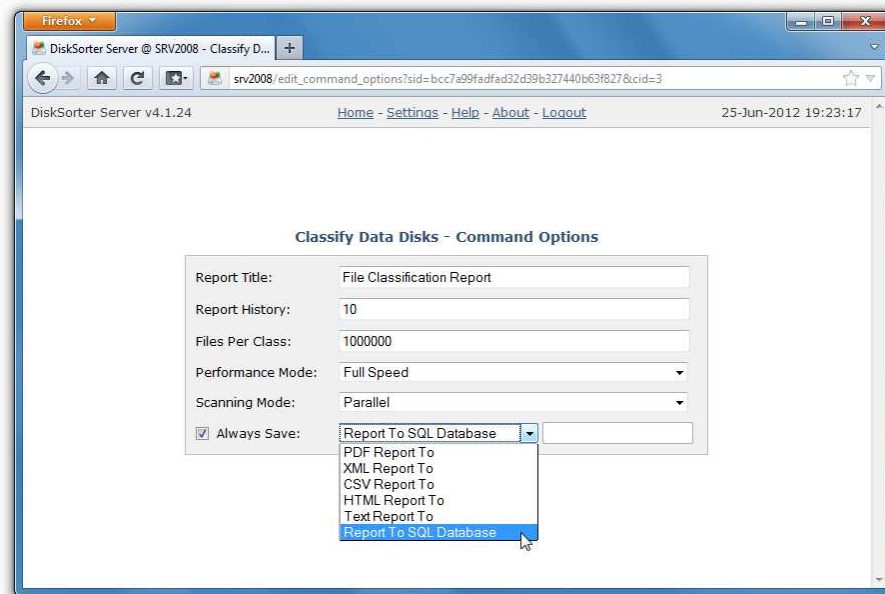 Firefox
DiskSorter Server @ SRV2008 - Classify D...
srv2008/edit_command_options?sid=bcc7a99fadfad32d39b327440b63f827&cid=3
DiskSorter Server v4.1.24 Home - Settings - Help - About - Logout 25-Jun-2012 19:23:17
Classify Data Disks - Command Options
Report Title: File Classification Report
Report History: 10
Files Per Class: 1000000
Performance Mode: Full Speed
Scanning Mode: Parallel
Always Save: Report To SQL Database
PDF Report To
XML Report To
CSV Report To
HTML Report To
Text Report To
Report To SQL Database